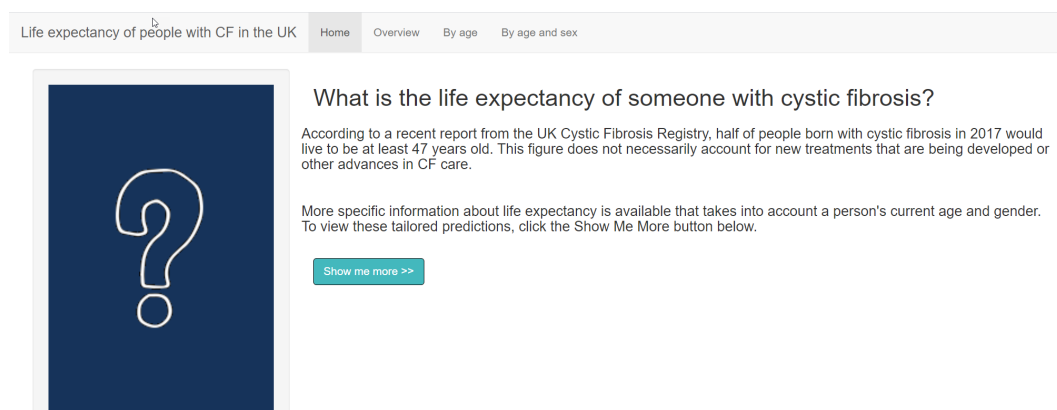 Life expectancy of people with CF in the UK Home Overview By age By age and sex
What is the life expectancy of someone with cystic fibrosis?
According to a recent report from the UK Cystic Fibrosis Registry, half of people born with cystic fibrosis in 2017 would
live to be at least 47 years old. This figure does not necessarily account for new treatments that are being developed or
other advances in CF care.
More specific information about life expectancy is available that takes into account a person's current age and gender.
To view these tailored predictions, click the Show Me More button below.
Show me more >>
?